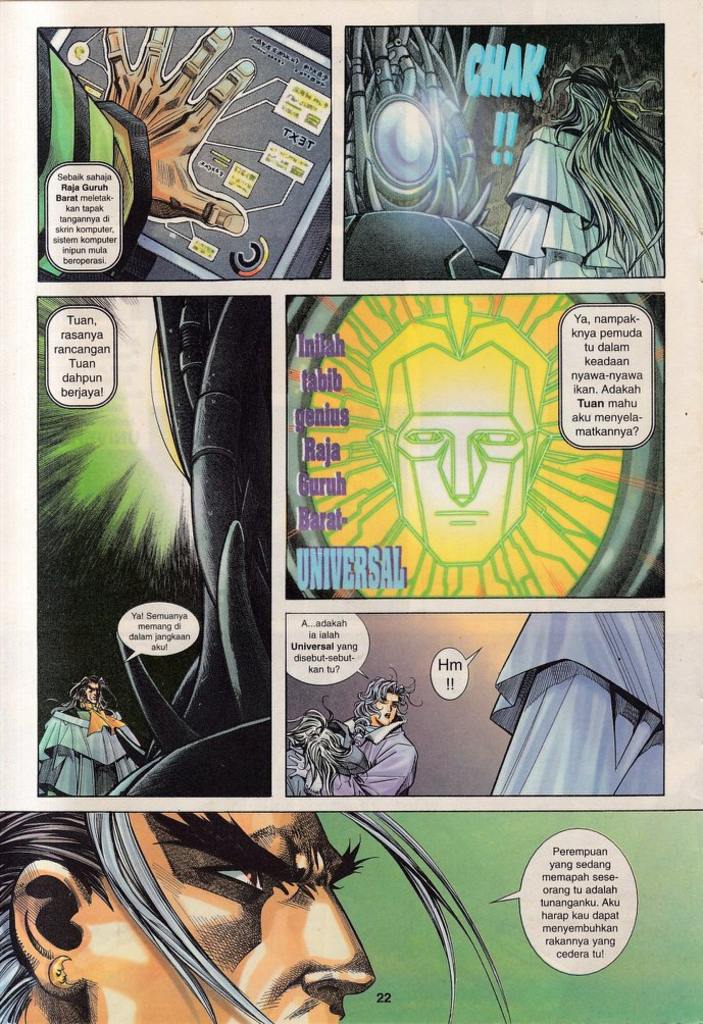 TEXT
Sebaik sahaja
Raja Guruh
Barat meletak-
kan tapak
tangannya di
skrin komputer,
sistem komputer
inipun mula
beroperasi.
CHAK
!!
Tuan,
rasanya
rancangan
Tuan
dahpun
berjaya!
Ya! Semuanya
memang di
dalam jangkaan
aku!
Inilah
tabib
genius
Raja
Guruh
Barat-
UNIVERSAL
Ya, nampak-
knya pemuda
tu dalam
keadaan
nyawa-nyawa
ikan. Adakah
Tuan mahu
aku menyela-
matkannya?
A...adakah
ia ialah
Universal yang
disebut-sebut-
kan tu?
Hm
!!
Perempuan
yang sedang
memapah sese-
orang tu adalah
tunanganku. Aku
harap kau dapat
menyembuhkan
rakannya yang
cedera tu!
22